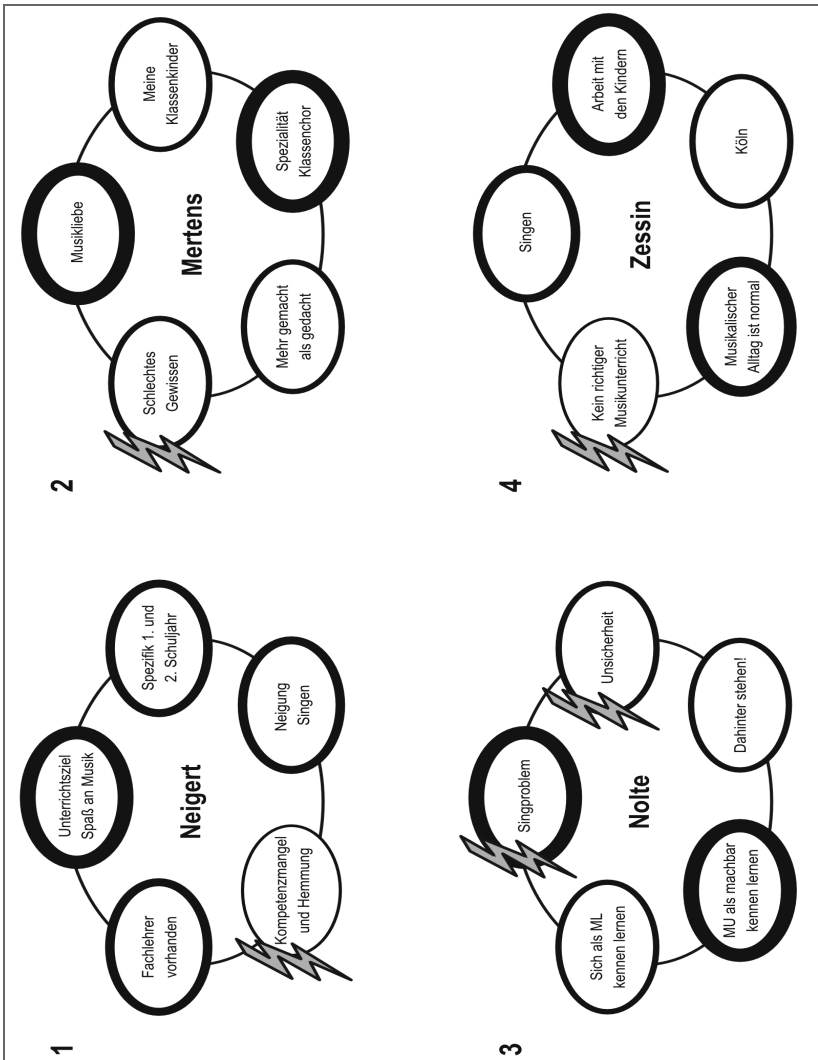 1
Unterrichtsziel
Spaß an Musik
Fachlehrer
vorhanden
Spezifik 1. und
2. Schuljahr
Neigert
Kompetenzmangel
und Hemmung
Neigung
Singen
2
Musikliebe
Schlechtes
Gewissen
Meine
Klassenkinder
Mertens
Mehr gemacht
als gedacht
Spezialität
Klassenchor
3
Singproblem
Sich als ML
kennen lernen
Unsicherheit
Nolte
MU als machbar
kennen lernen
Dahinter stehen!
4
Singen
Kein richtiger
Musikunterricht
Arbeit mit
den Kindern
Zessin
Musikalischer
Alltag ist normal
Köln